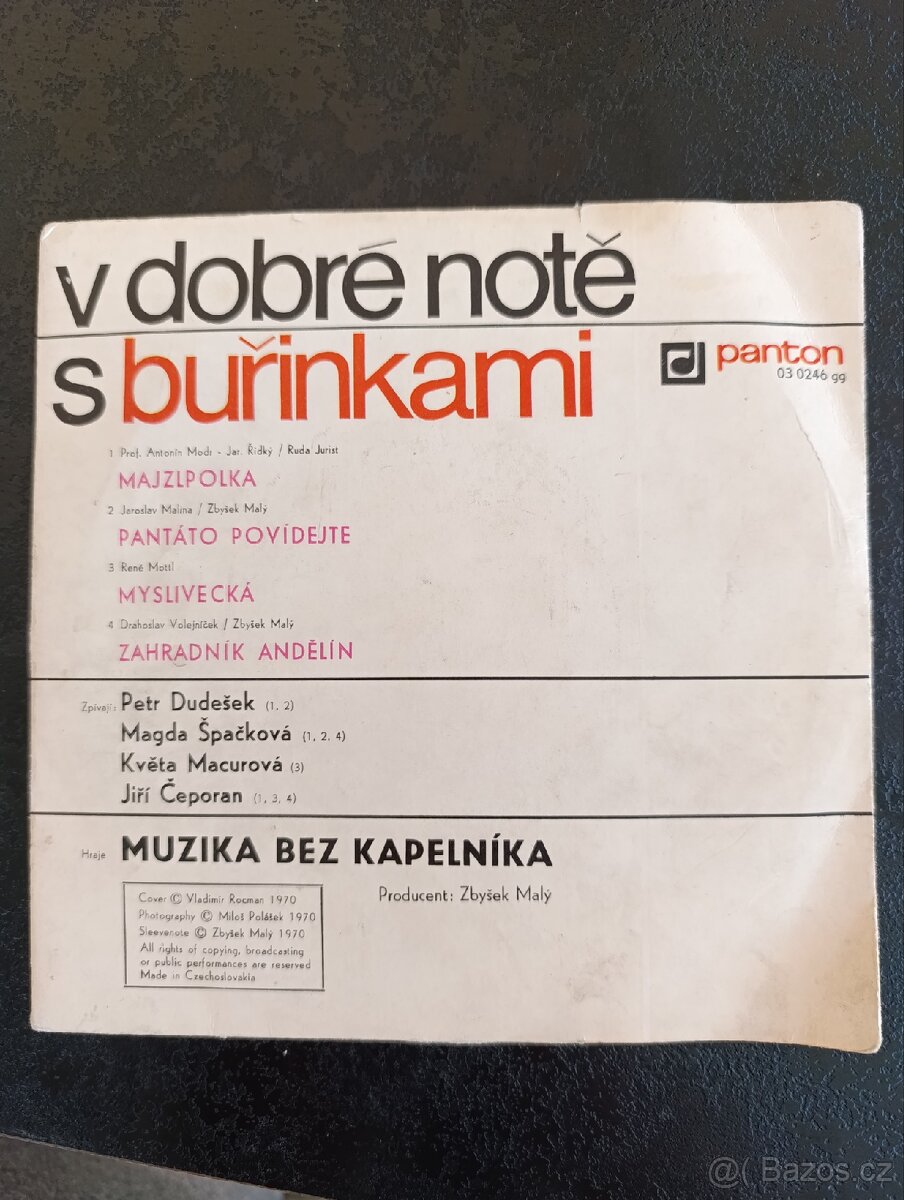 v dobré notě
s buřinkami
panton
03 0246 gg
1 Prof. Antonín Modr - Jar. Řídký / Ruda Jurist
MAJZLPOLKA
2 Jaroslav Malina / Zbyšek Malý
PANTÁTO POVÍDEJTE
3 René Mottl
MYSLIVECKÁ
4 Drahoslav Volejníček / Zbyšek Malý
ZAHRADNÍK ANDĚLÍN
Zpívají: Petr Dudešek (1, 2)
Magda Špačková (1, 2, 4)
Květa Macurová (3)
Jiří Čeporan (1, 3, 4)
Hraje MUZIKA BEZ KAPELNÍKA
Producent: Zbyšek Malý
Cover © Vladimír Rocman 1970
Photography © Miloš Polášek 1970
Sleevenote © Zbyšek Malý 1970
All rights of copying, broadcasting
or public performances are reserved
Made in Czechoslovakia
@( Bazos.cz